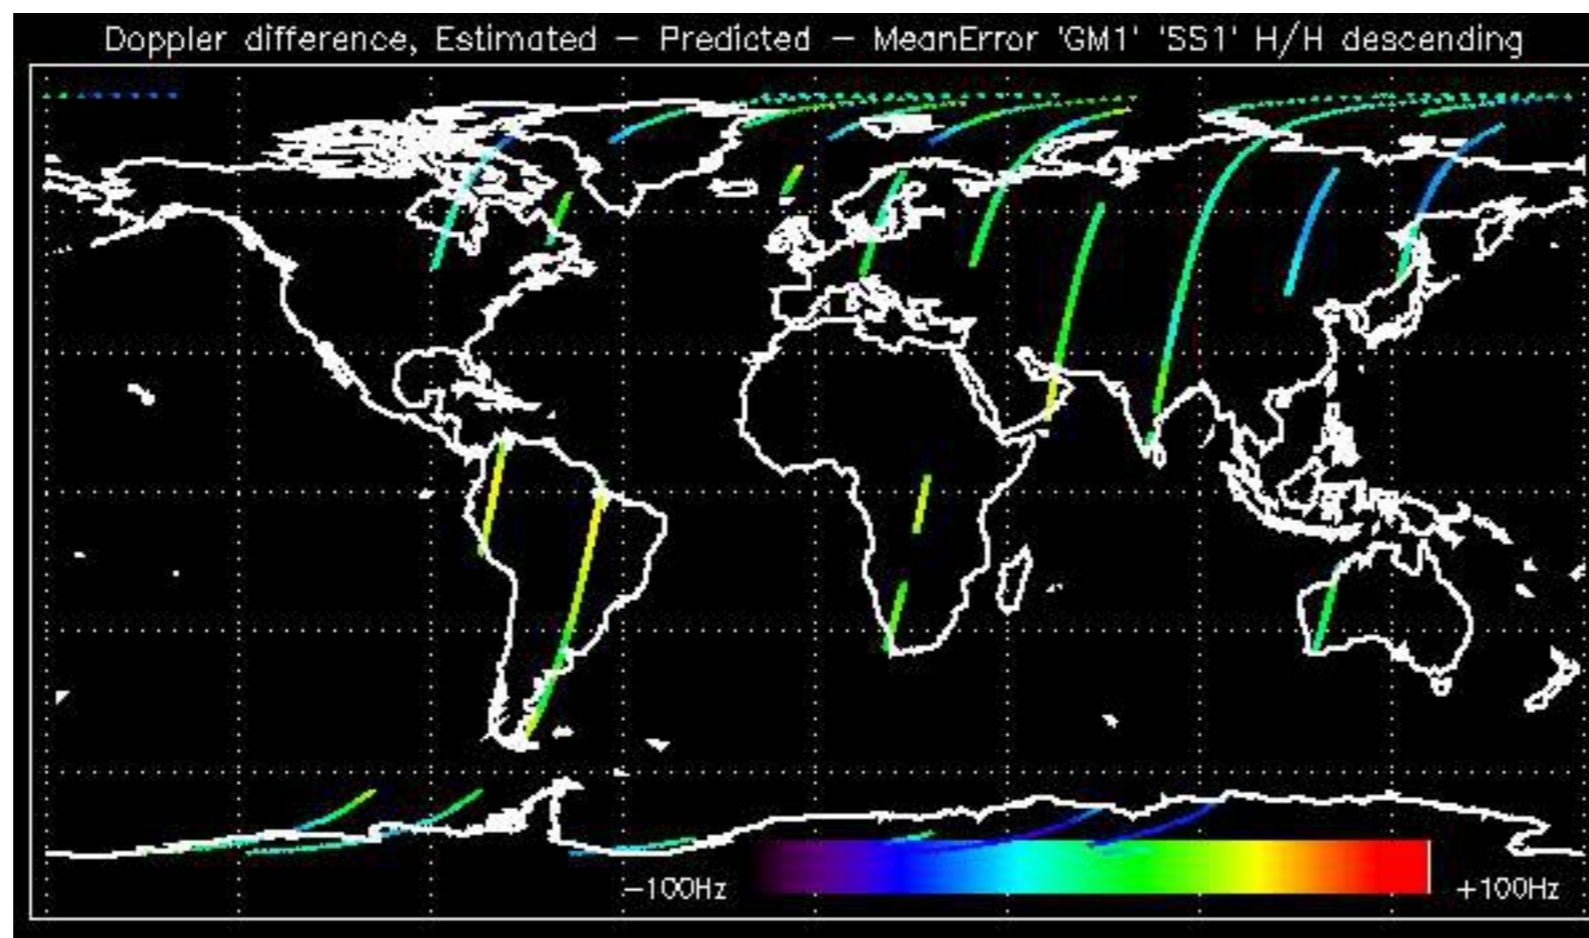 Doppler difference, Estimated – Predicted – MeanError 'GM1' 'SS1' H/H descending
−100Hz
+100Hz